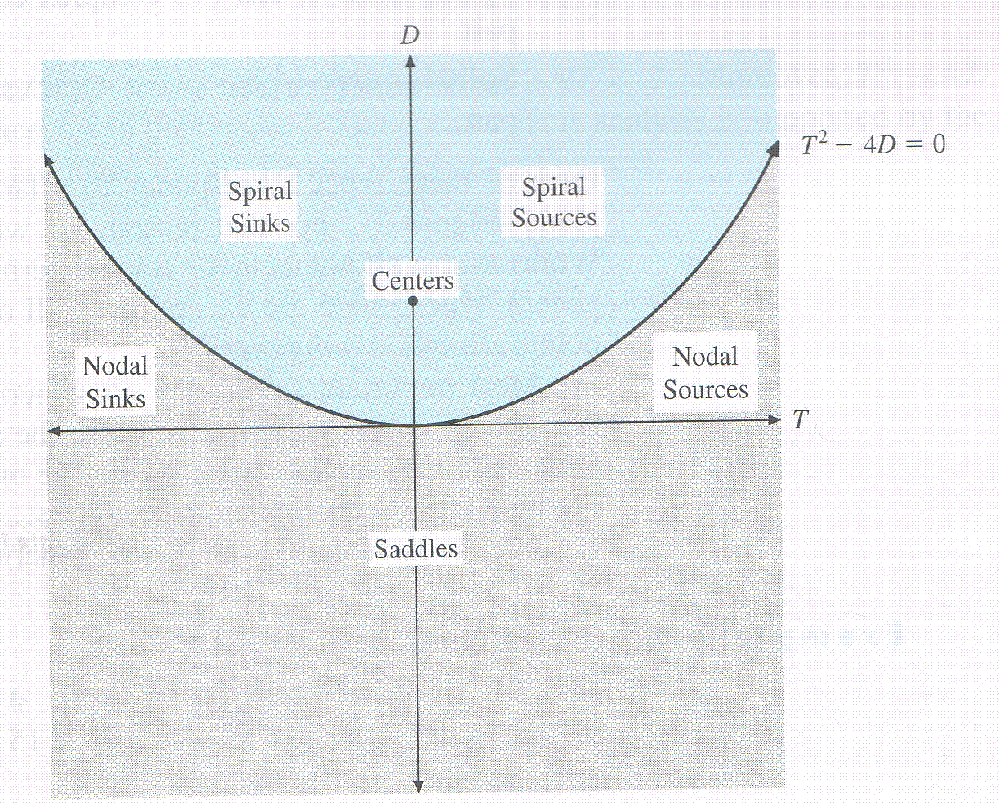 D
T² − 4D = 0
Spiral
Sinks
Spiral
Sources
Centers
Nodal
Sinks
Nodal
Sources
T
Saddles